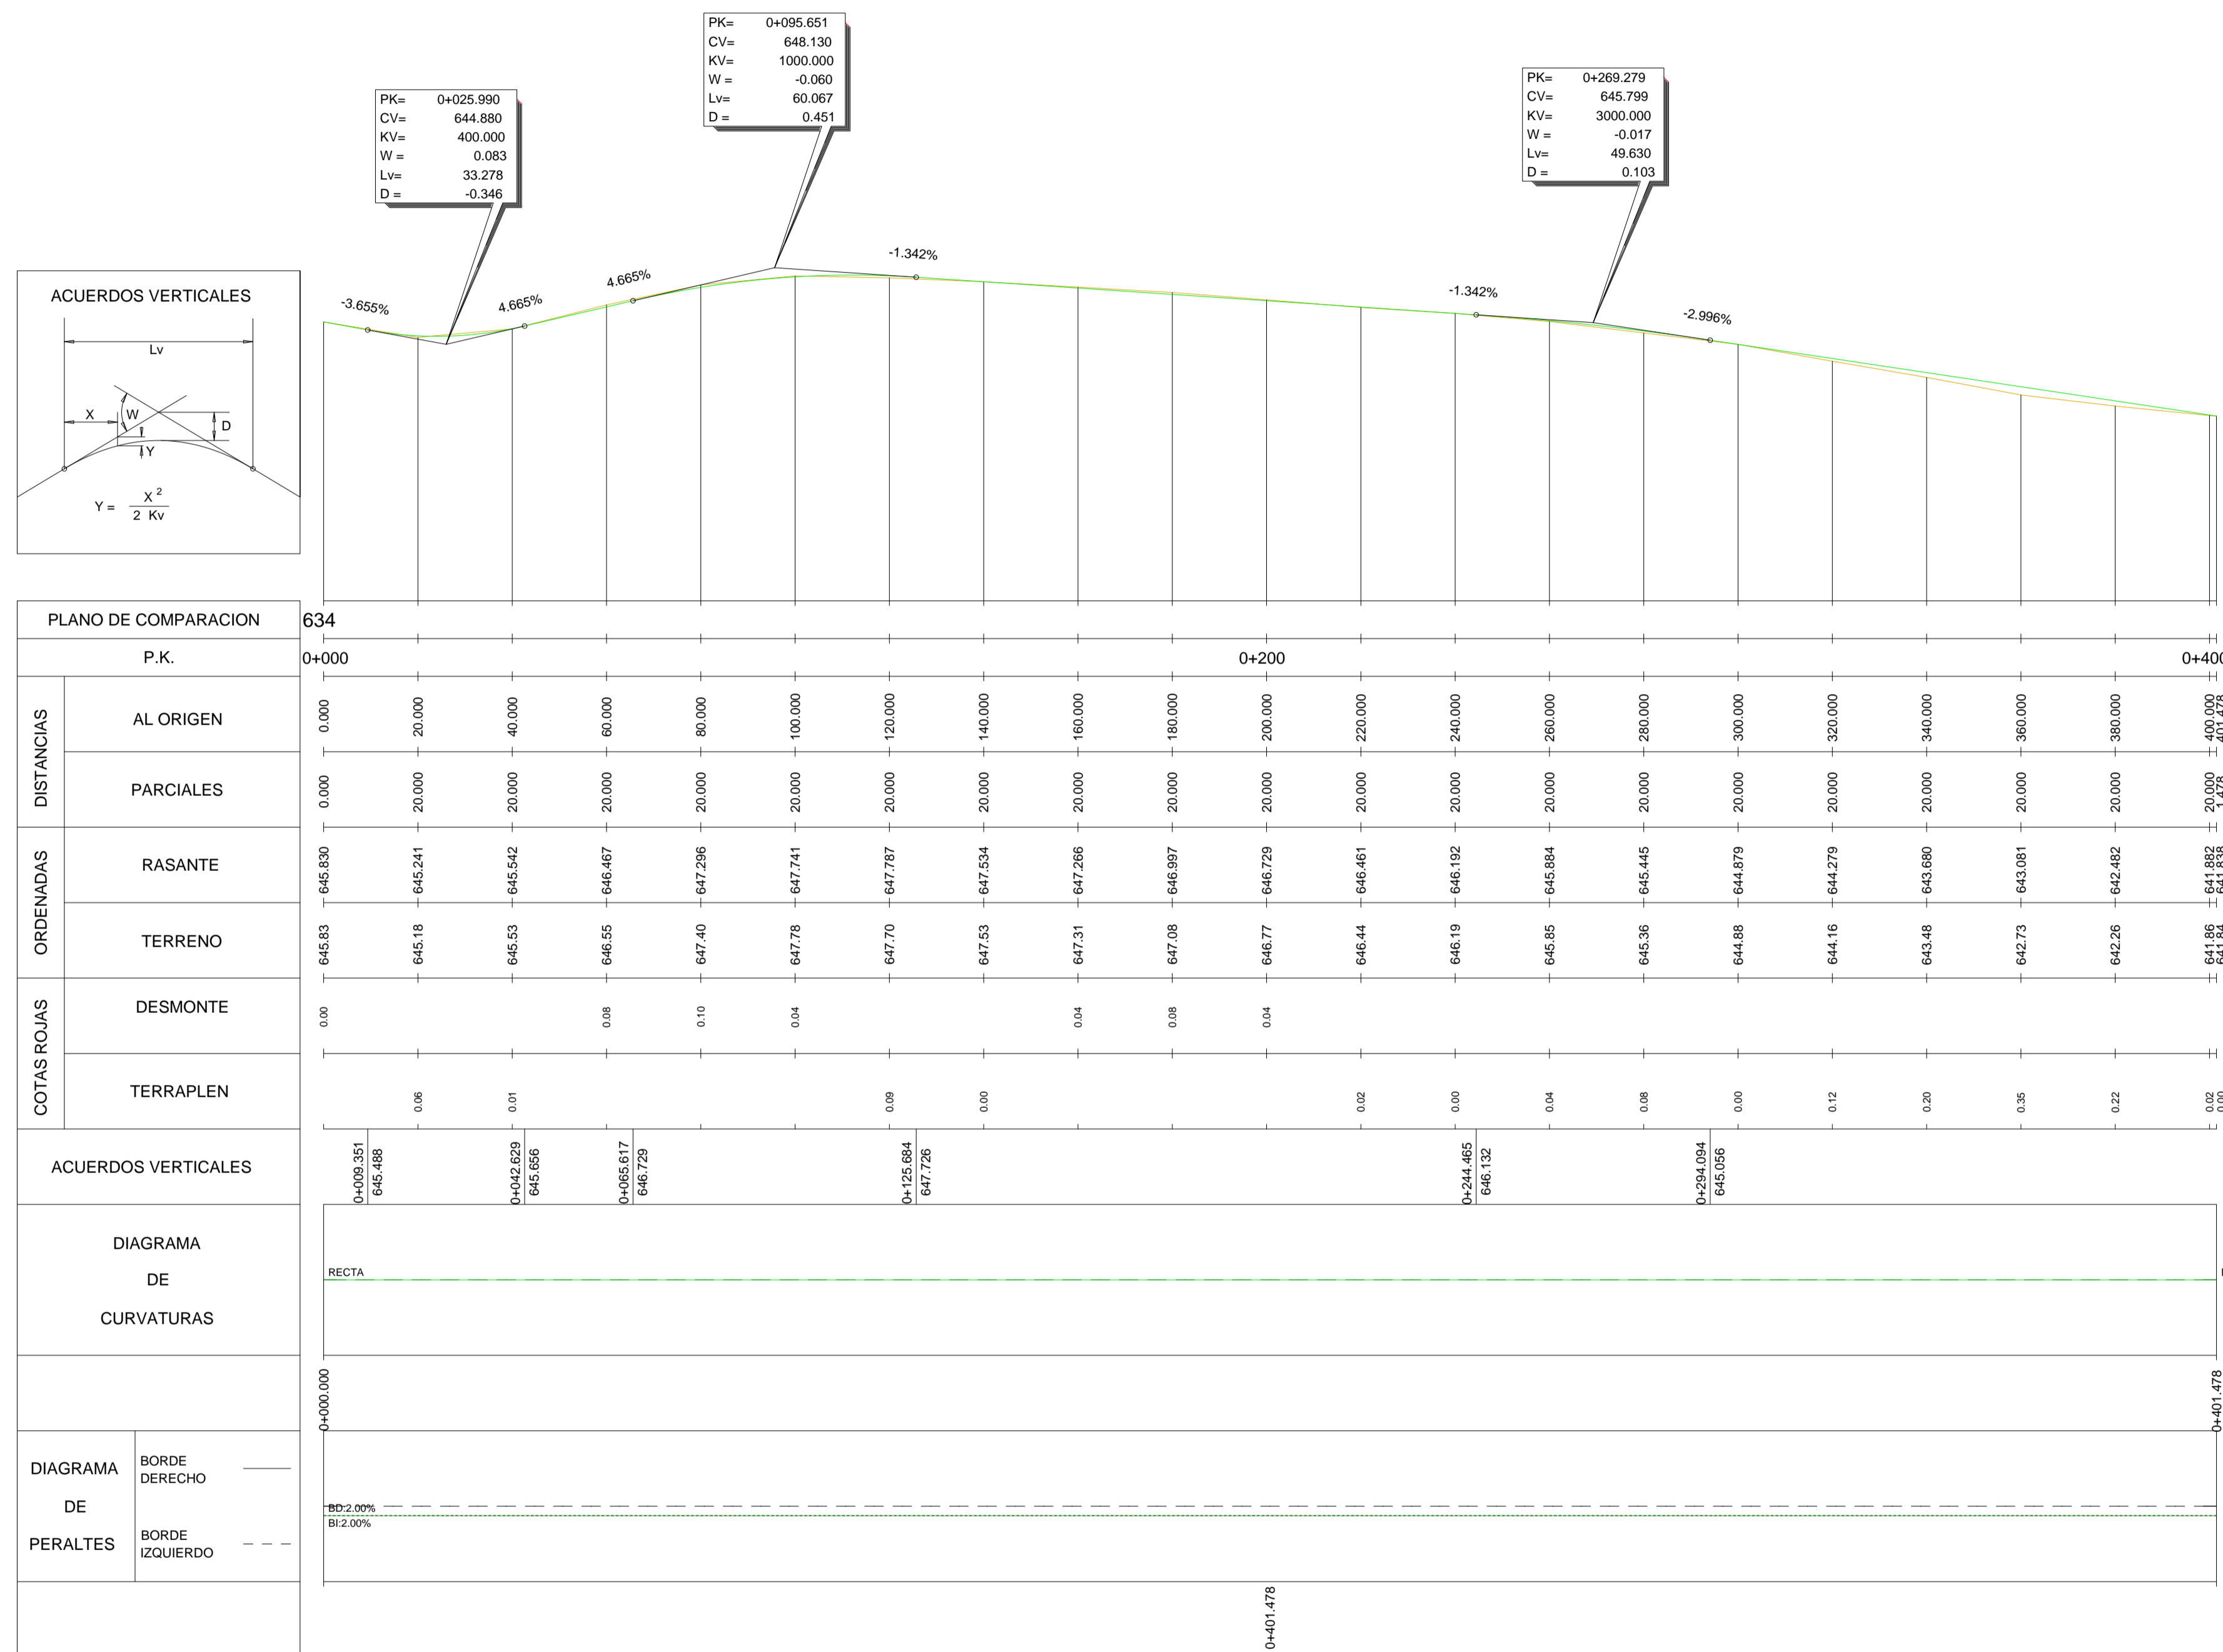 PK= 0+095.651
CV= 648.130
KV= 1000.000
W = -0.060
Lv= 60.067
D = 0.451
PK= 0+269.279
CV= 645.799
KV= 3000.000
W = -0.017
Lv= 49.630
D = 0.103
PK= 0+025.990
CV= 644.880
KV= 400.000
W = 0.083
Lv= 33.278
D = -0.346
-3.655%
4.665%
4.665%
-1.342%
-1.342%
-2.996%
ACUERDOS VERTICALES
Lv
X
W
D
Y
Y = X 2
2 Kv
PLANO DE COMPARACION 634
P.K. 0+000 0+200 0+400
DISTANCIAS
AL ORIGEN 0.000 20.000 40.000 60.000 80.000 100.000 120.000 140.000 160.000 180.000 200.000 220.000 240.000 260.000 280.000 300.000 320.000 340.000 360.000 380.000 400.000 401.478
PARCIALES 0.000 20.000 20.000 20.000 20.000 20.000 20.000 20.000 20.000 20.000 20.000 20.000 20.000 20.000 20.000 20.000 20.000 20.000 20.000 20.000 20.000 1.478
ORDENADAS
RASANTE 645.830 645.241 645.542 646.467 647.296 647.741 647.787 647.534 647.266 646.997 646.729 646.461 646.192 645.884 645.445 644.879 644.279 643.680 643.081 642.482 641.882 641.838
TERRENO 645.83 645.18 645.53 646.55 647.40 647.78 647.70 647.53 647.31 647.08 646.77 646.44 646.19 645.85 645.36 644.88 644.16 643.48 642.73 642.26 641.86 641.84
COTAS ROJAS
DESMONTE 0.00 0.08 0.10 0.04 0.04 0.08 0.04
TERRAPLEN 0.06 0.01 0.09 0.00 0.02 0.00 0.04 0.08 0.00 0.12 0.20 0.35 0.22 0.02 0.00
ACUERDOS VERTICALES
0+009.351
645.488
0+042.629
645.656
0+065.617
646.729
0+125.684
647.726
0+244.465
646.132
0+294.094
645.056
DIAGRAMA
DE
CURVATURAS
RECTA
0+000.000
0+401.478
DIAGRAMA
DE
PERALTES
BORDE
DERECHO
BORDE
IZQUIERDO
BD:2.00%
BI:2.00%
0+401.478